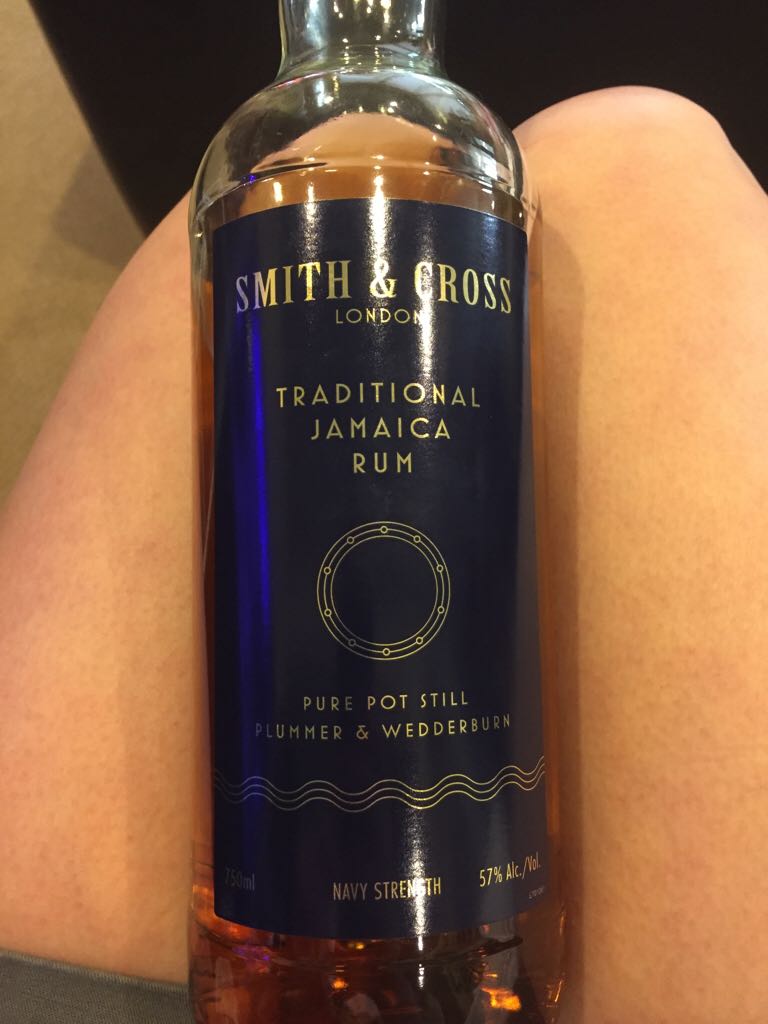 SMITH & CROSS
LONDON
TRADITIONAL
JAMAICA
RUM
PURE POT STILL
PLUMMER & WEDDERBURN
750ml
NAVY STRENGTH
57% Alc./Vol.